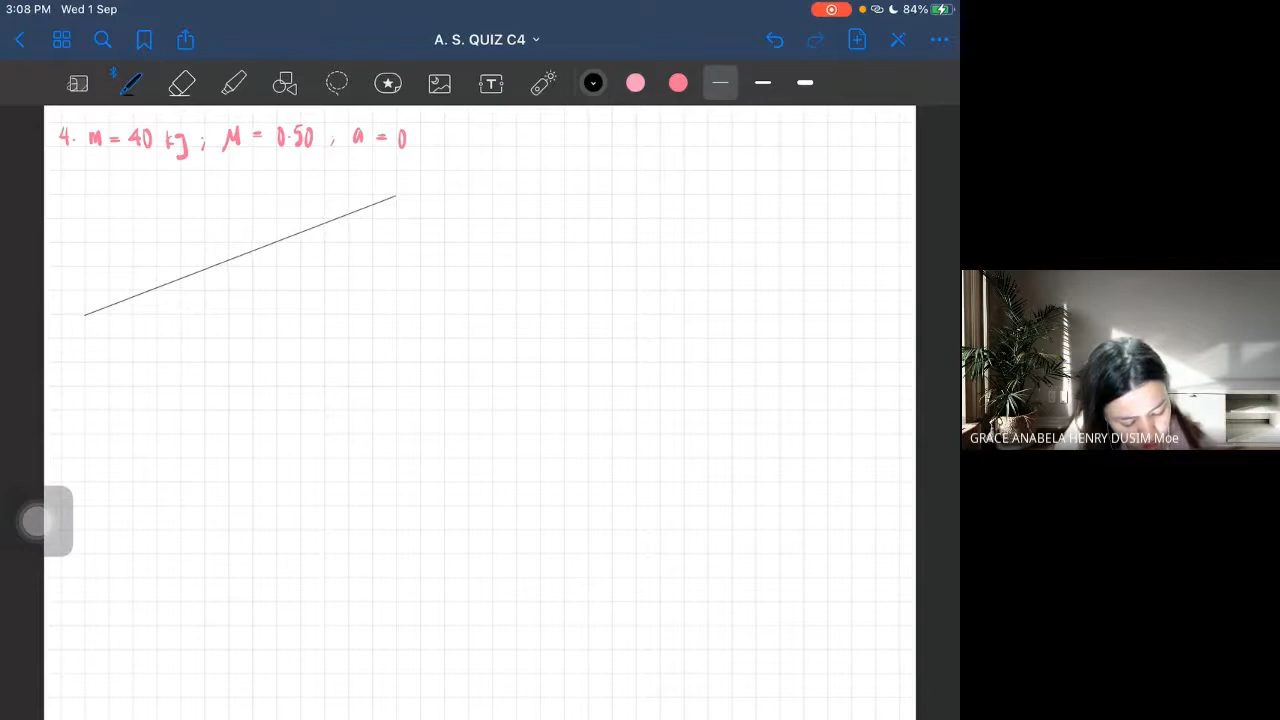 3:08 PM Wed 1 Sep
84%
A. S. QUIZ C4
T
4. m = 40 kg ; μ = 0.50 , a = 0
GRACE ANABELA HENRY DUSIM Moe